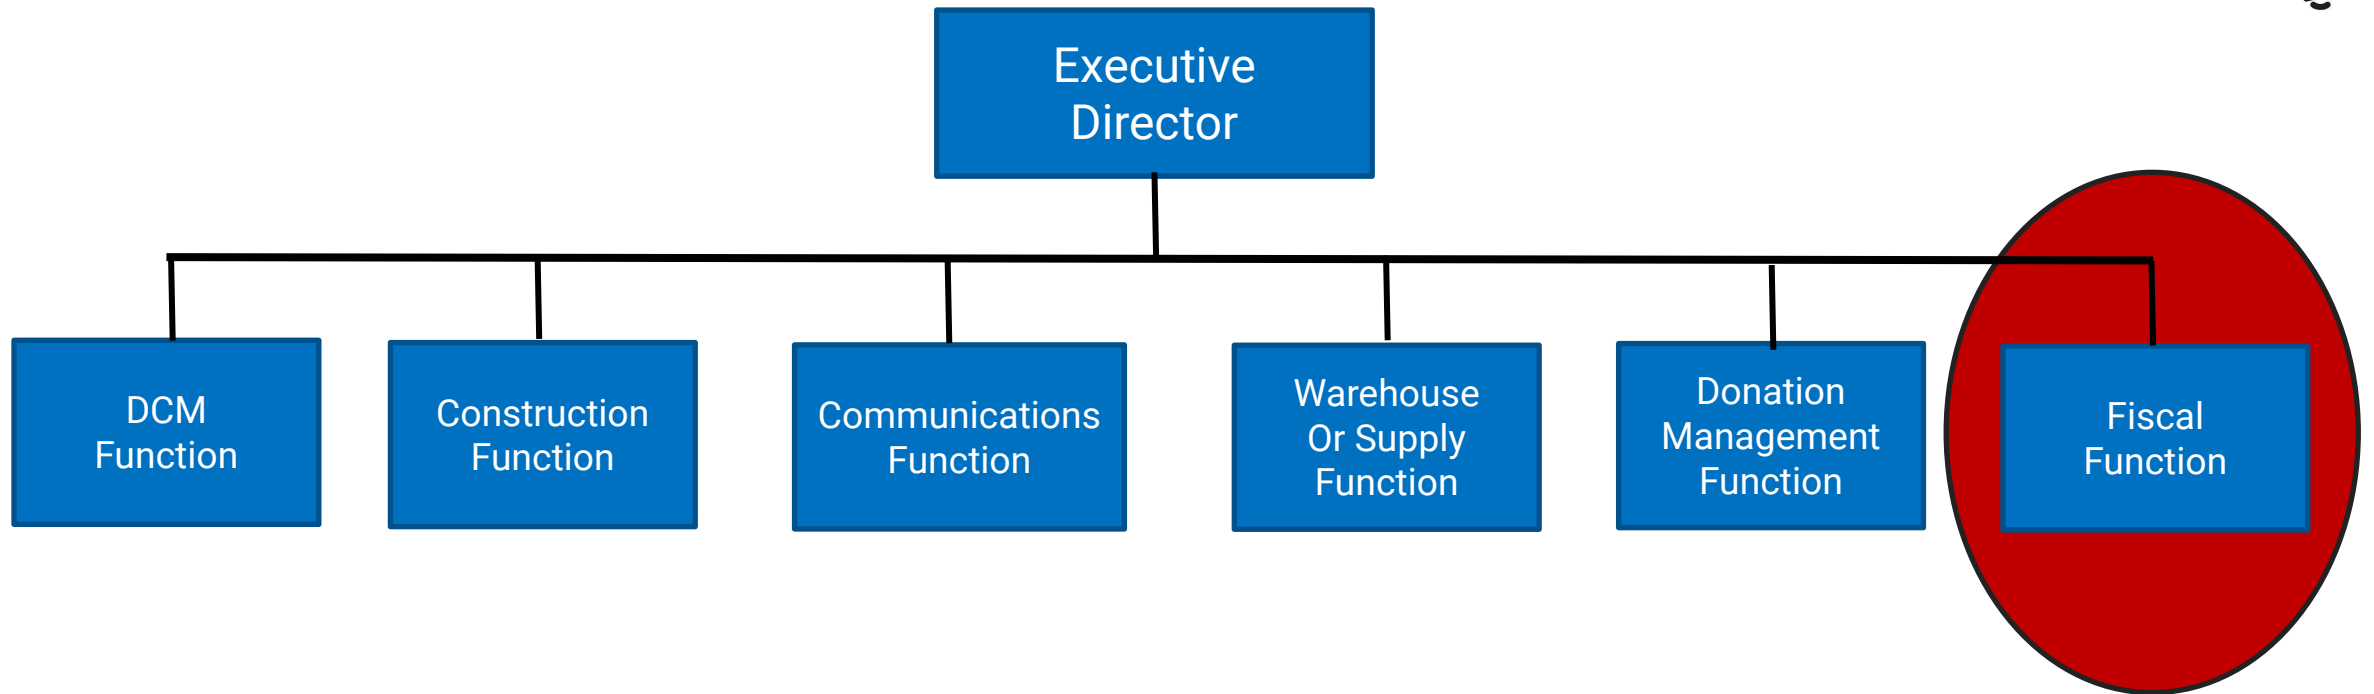 Executive
Director
DCM
Function
Construction
Function
Communications
Function
Warehouse
Or Supply
Function
Donation
Management
Function
Fiscal
Function